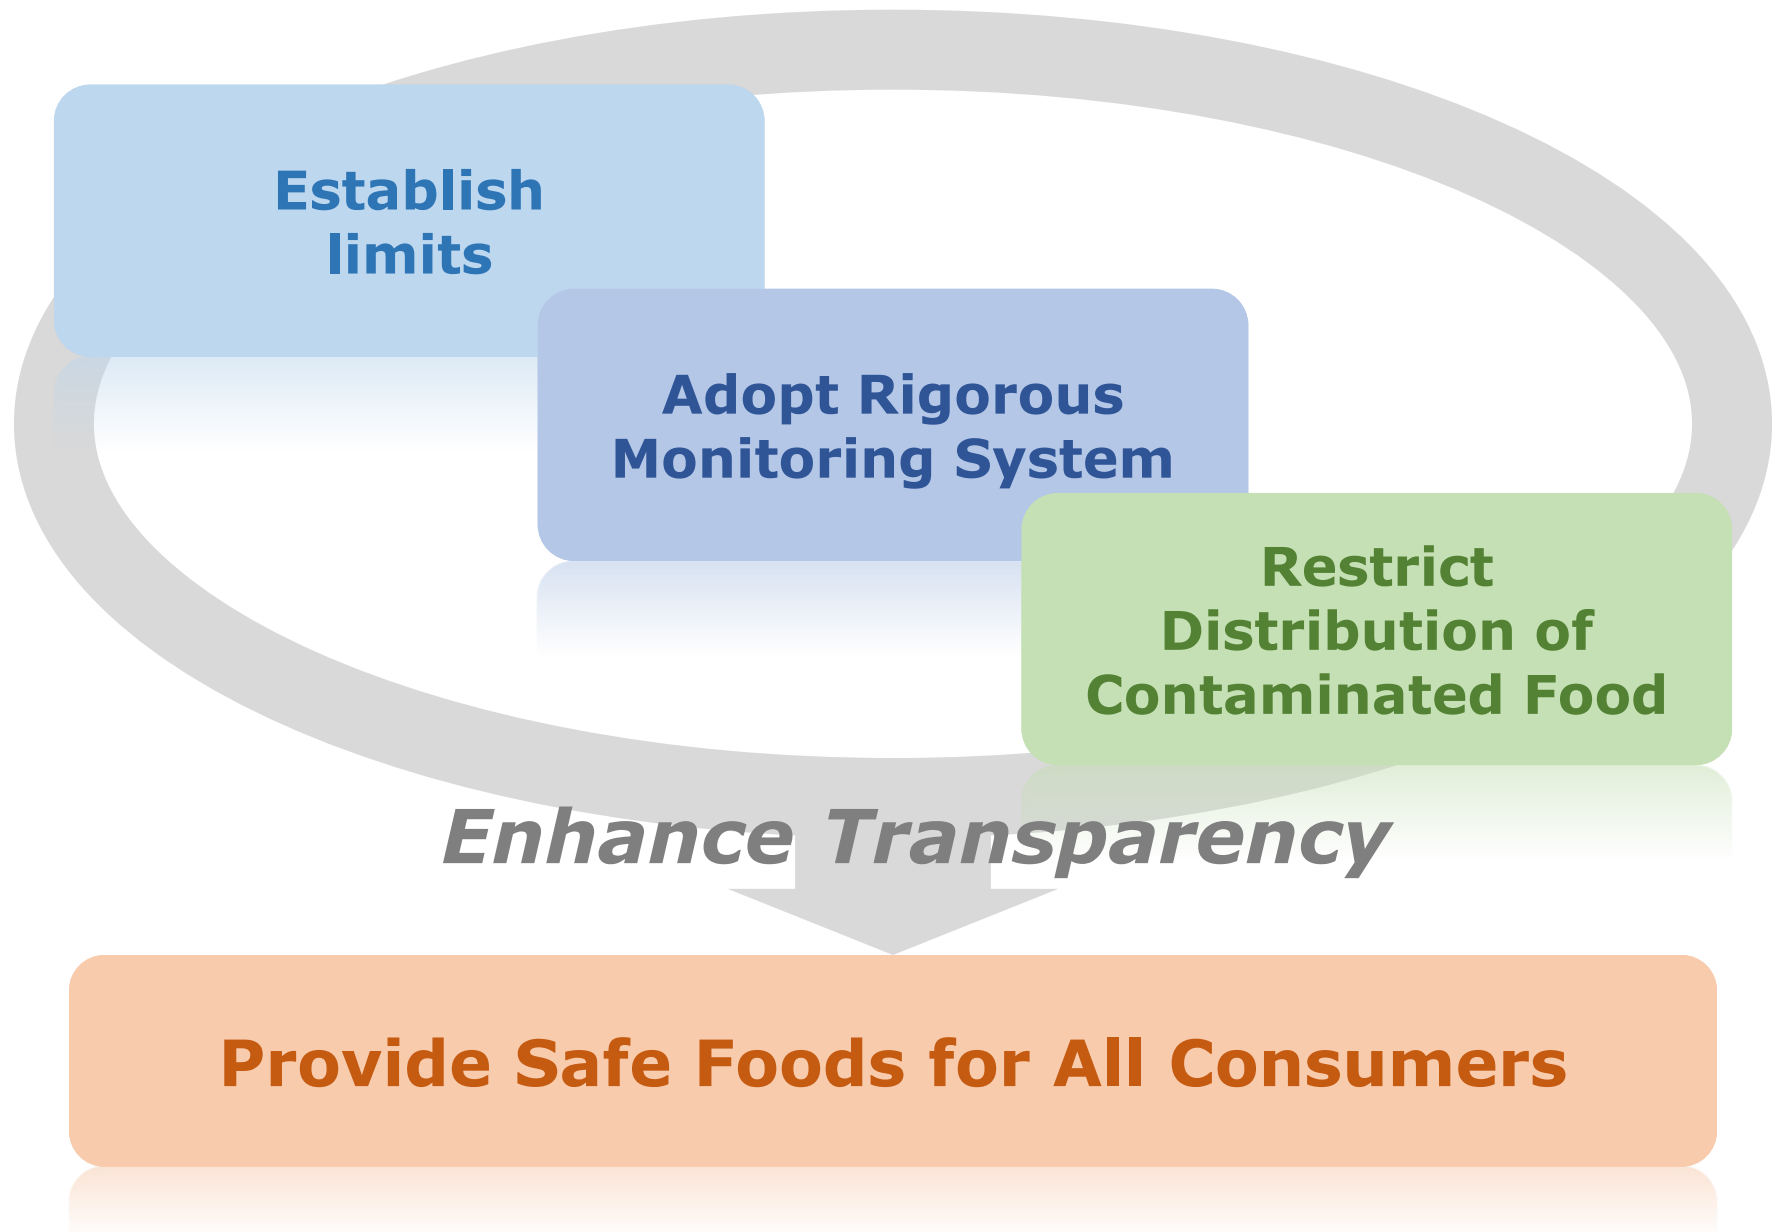 Establish
limits
Adopt Rigorous
Monitoring System
Restrict
Distribution of
Contaminated Food
Enhance Transparency
Provide Safe Foods for All Consumers